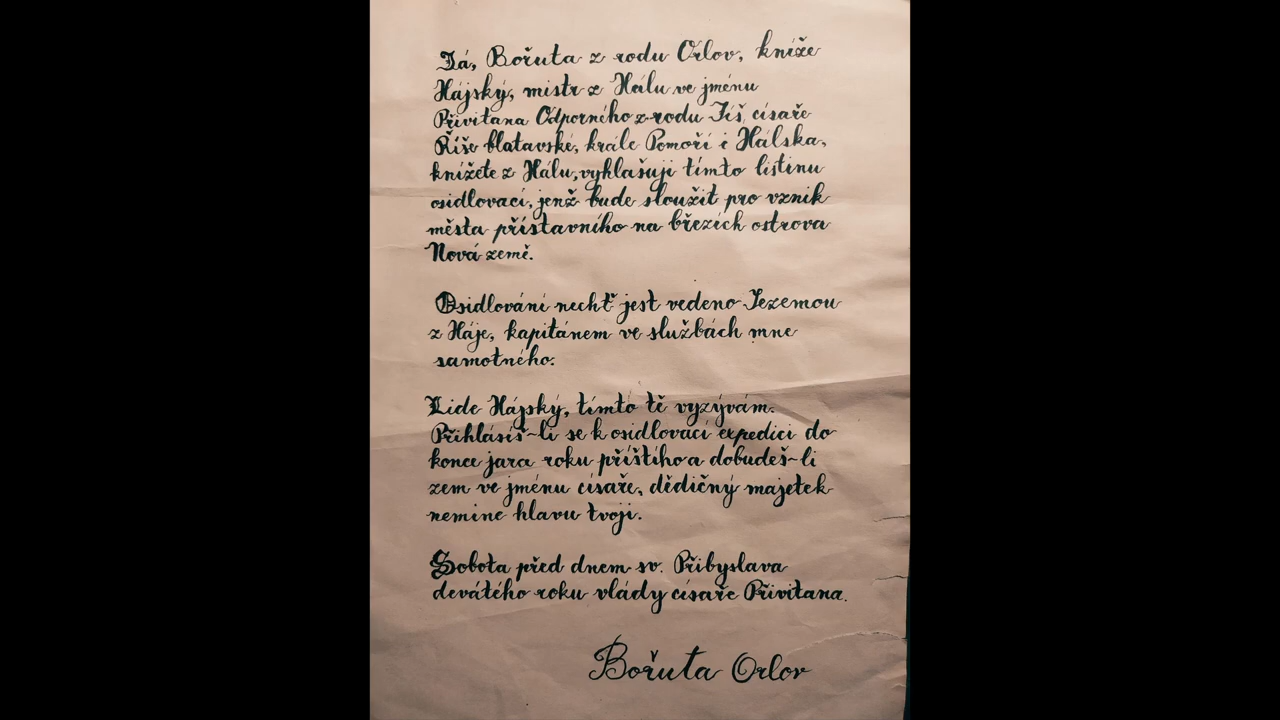 Já, Bořuta z rodu Orlov, kníže
Hájský, mistr z Hálu ve jménu
Přivitana Odporného z rodu Jíš, císaře
Říše blatavské, krále Pomoří i Hálska,
knížete z Hálu, vyhlašuji tímto listinu
osidlovací, jenž bude sloužit pro vznik
města přístavního na březích ostrova
Nová země.
Osidlování nechť jest vedeno Jezemou
z Háje, kapitánem ve službách mne
samotného.
Lide Hájský, tímto tě vyzývám.
Přihlásíš-li se k osidlovací expedici do
konce jara roku příštího a dobudeš-li
zem ve jménu císaře, dědičný majetek
nemine hlavu tvoji.
Sobota před dnem sv. Přibyslava
devátého roku vlády císaře Přivitana.
Bořuta Orlov